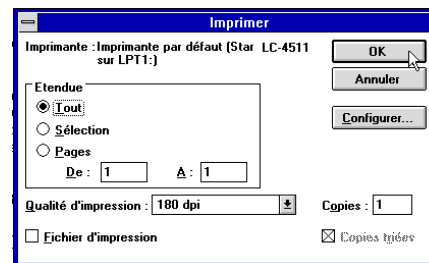 Imprimer
Imprimante : Imprimante par défaut (Star LC-4511
sur LPT1:)
OK
Annuler
Configurer...
Etendue
Tout
Sélection
Pages
De : 1 A : 1
Qualité d'impression : 180 dpi Copies : 1
Fichier d'impression Copies triées